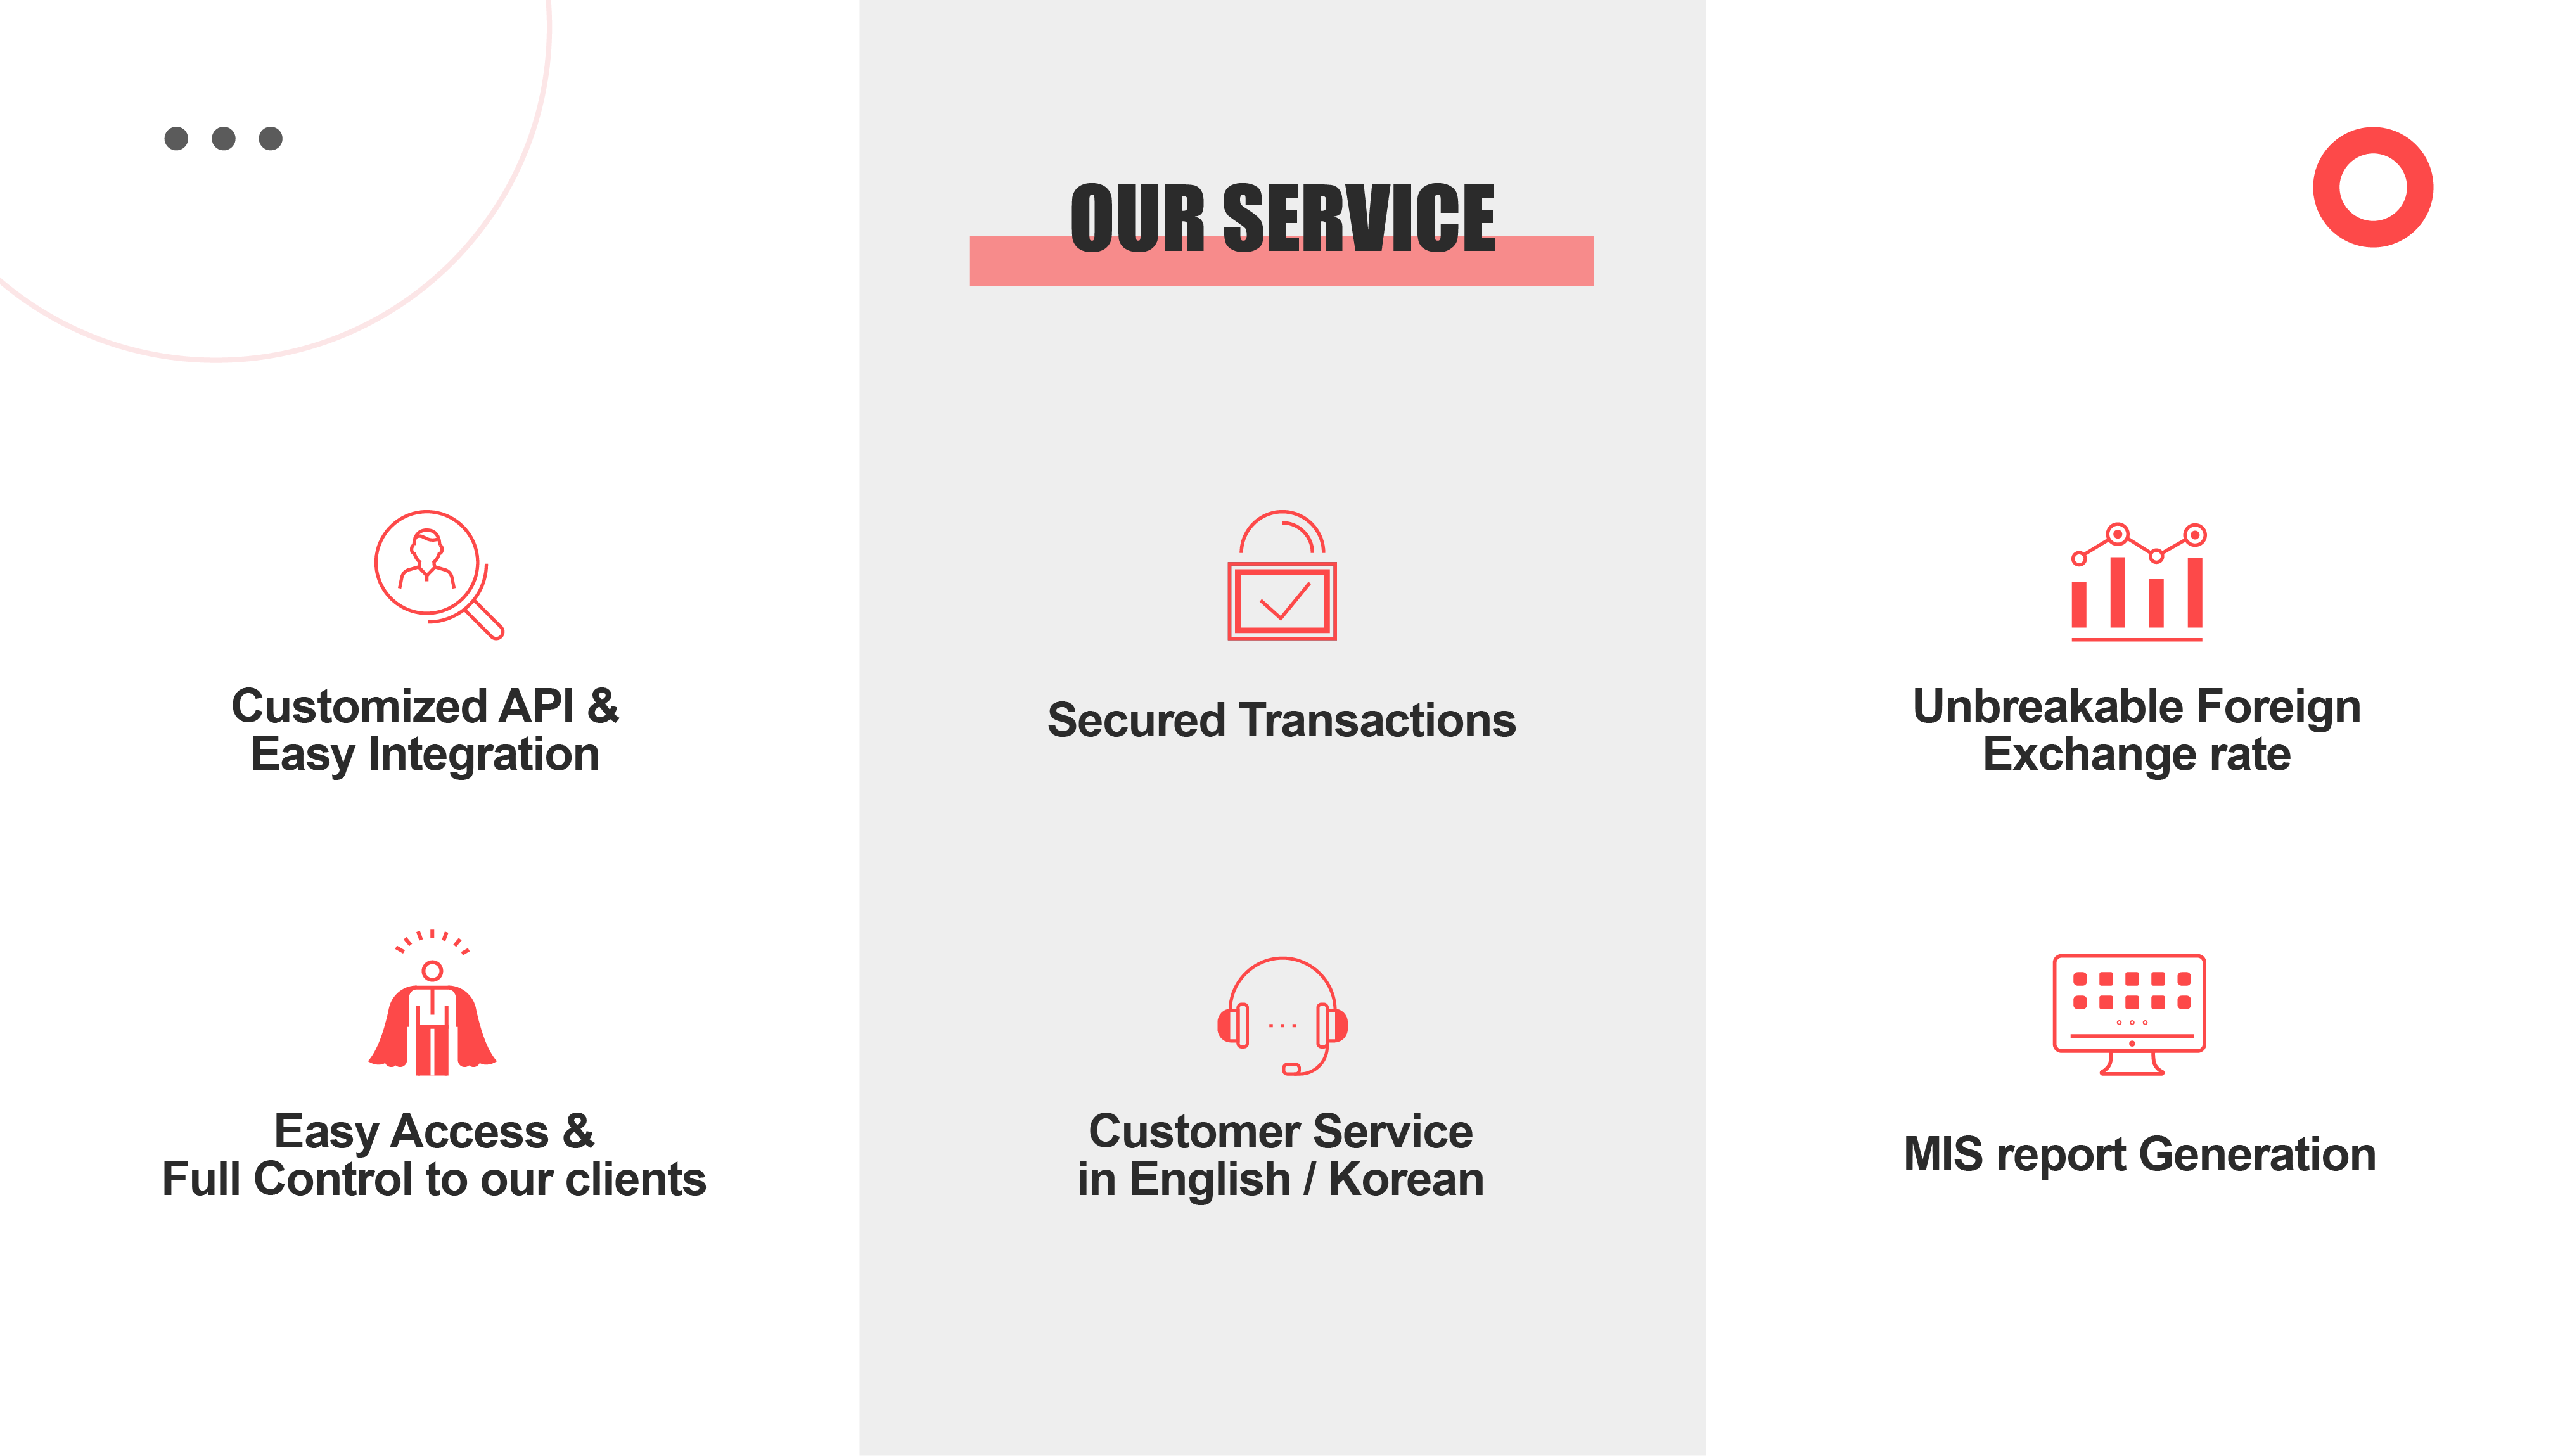 OUR SERVICE
Customized API &
Easy Integration
Secured Transactions
Unbreakable Foreign
Exchange rate
Easy Access &
Full Control to our clients
Customer Service
in English / Korean
MIS report Generation